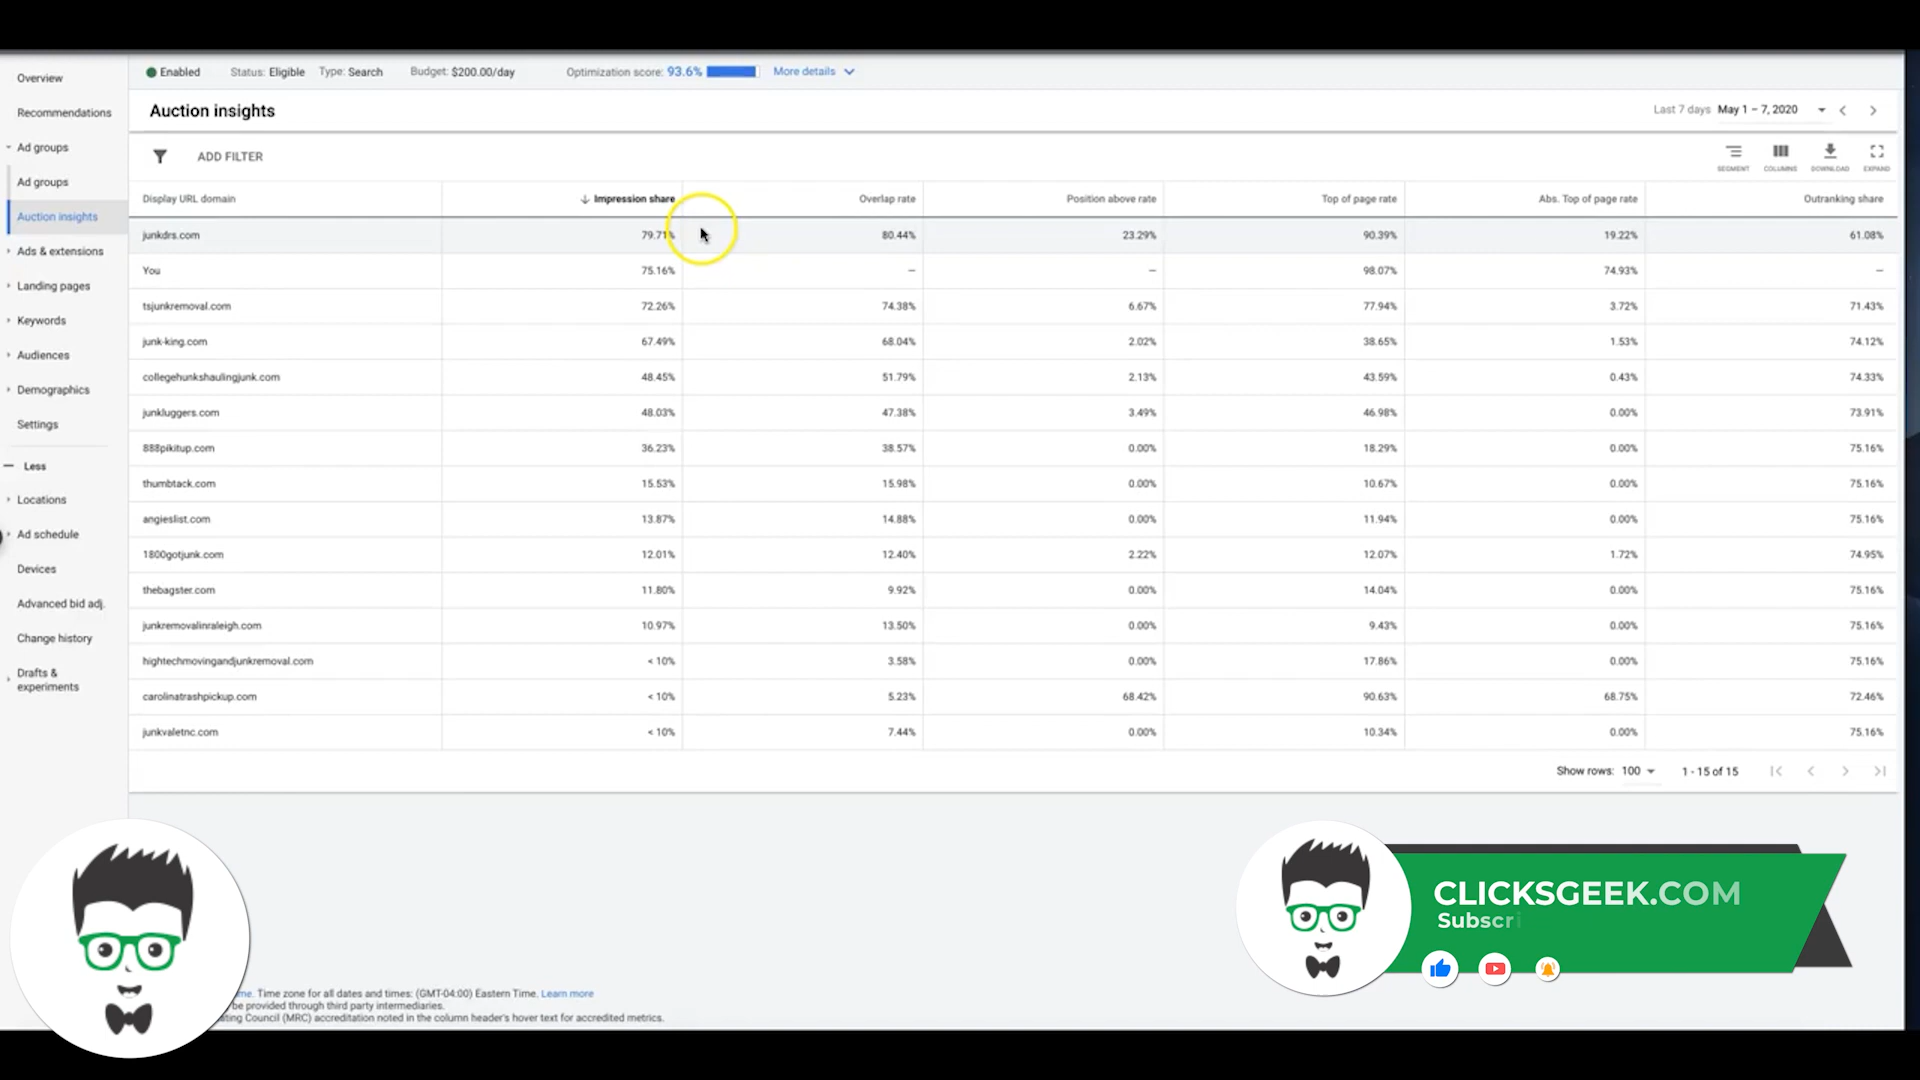 Overview
Recommendations
Ad groups
Ad groups
Auction insights
Ads & extensions
Landing pages
Keywords
Audiences
Demographics
Settings
Less
Locations
Ad schedule
Devices
Advanced bid adj.
Change history
Drafts &
experiments
Enabled Status: Eligible Type: Search Budget: $200.00/day Optimization score: 93.6% More details
Auction insights Last 7 days May 1 – 7, 2020
ADD FILTER SEGMENT COLUMNS DOWNLOAD EXPAND
Display URL domain Impression share Overlap rate Position above rate Top of page rate Abs. Top of page rate Outranking share
junkdrs.com 79.71% 80.44% 23.29% 90.39% 19.22% 61.08%
You 75.16% – – 98.07% 74.93% –
tsjunkremoval.com 72.26% 74.38% 6.67% 77.94% 3.72% 71.43%
junk-king.com 67.49% 68.04% 2.02% 38.65% 1.53% 74.12%
collegehunkshaulingjunk.com 48.45% 51.79% 2.13% 43.59% 0.43% 74.33%
junkluggers.com 48.03% 47.38% 3.49% 46.98% 0.00% 73.91%
888pikitup.com 36.23% 38.57% 0.00% 18.29% 0.00% 75.16%
thumbtack.com 15.53% 15.98% 0.00% 10.67% 0.00% 75.16%
angieslist.com 13.87% 14.88% 0.00% 11.94% 0.00% 75.16%
1800gotjunk.com 12.01% 12.40% 2.22% 12.07% 1.72% 74.95%
thebagster.com 11.80% 9.92% 0.00% 14.04% 0.00% 75.16%
junkremovalinraleigh.com 10.97% 13.50% 0.00% 9.43% 0.00% 75.16%
hightechmovingandjunkremoval.com < 10% 3.58% 0.00% 17.86% 0.00% 75.16%
carolinatrashpickup.com < 10% 5.23% 68.42% 90.63% 68.75% 72.46%
junkvaletnc.com < 10% 7.44% 0.00% 10.34% 0.00% 75.16%
Show rows: 100 1 - 15 of 15
CLICKSGEEK.COM
Subscri
me. Time zone for all dates and times: (GMT-04:00) Eastern Time. Learn more
be provided through third party intermediaries.
Council (MRC) accreditation noted in the column header's hover text for accredited metrics.